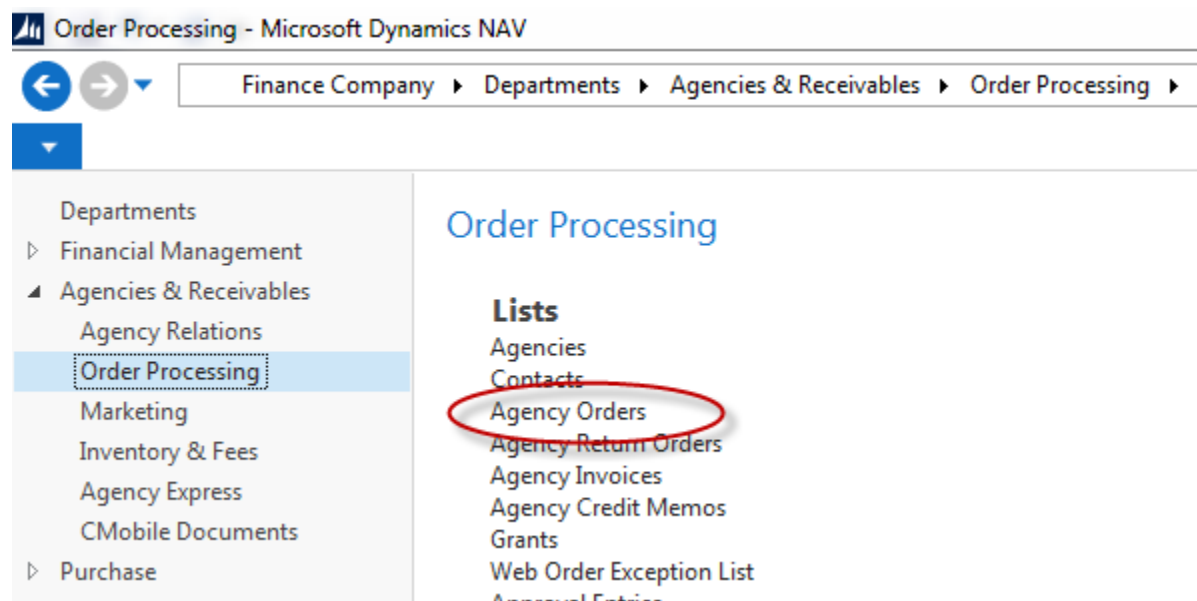 Order Processing - Microsoft Dynamics NAV
Finance Company Departments Agencies & Receivables Order Processing
Departments
Financial Management
Agencies & Receivables
Agency Relations
Order Processing
Marketing
Inventory & Fees
Agency Express
CMobile Documents
Purchase
Order Processing
Lists
Agencies
Contacts
Agency Orders
Agency Return Orders
Agency Invoices
Agency Credit Memos
Grants
Web Order Exception List
Approval Entries